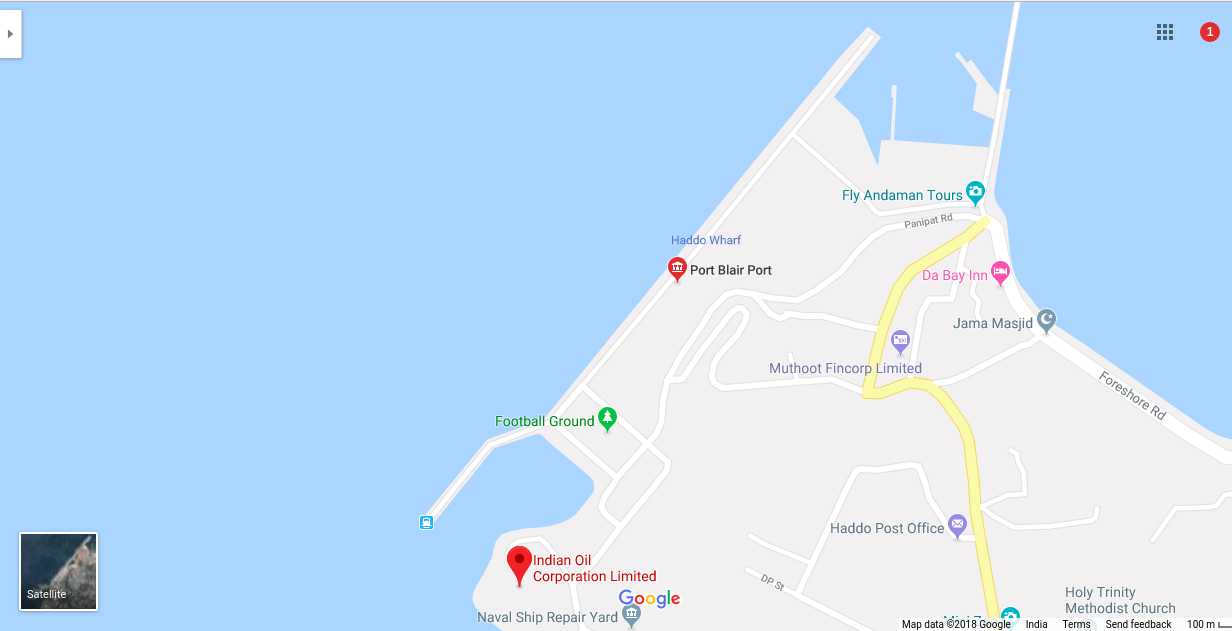 1
Fly Andaman Tours
Panipat Rd
Haddo Wharf
Port Blair Port
Da Bay Inn
Jama Masjid
Muthoot Fincorp Limited
Foreshore Rd
Football Ground
Haddo Post Office
Indian Oil
Corporation Limited
DP St
Satellite
Google
Naval Ship Repair Yard
Holy Trinity
Methodist Church
Map data ©2018 Google India Terms Send feedback 100 m